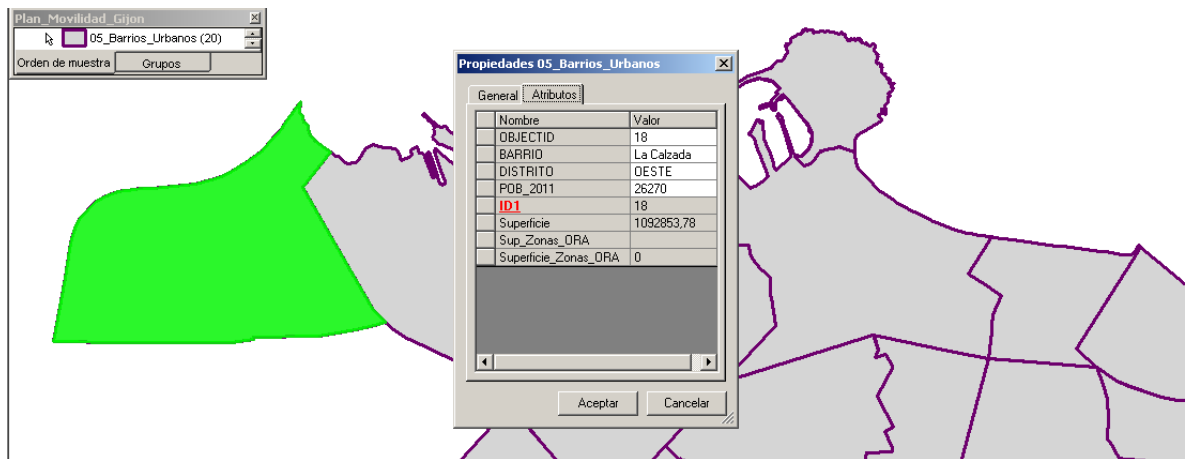 Plan_Movilidad_Gijon
05_Barrios_Urbanos (20)
Orden de muestra Grupos
Propiedades 05_Barrios_Urbanos
General Atributos
Nombre Valor
OBJECTID 18
BARRIO La Calzada
DISTRITO OESTE
POB_2011 26270
ID1 18
Superficie 1092853,78
Sup_Zonas_ORA
Superficie_Zonas_ORA 0
Aceptar Cancelar